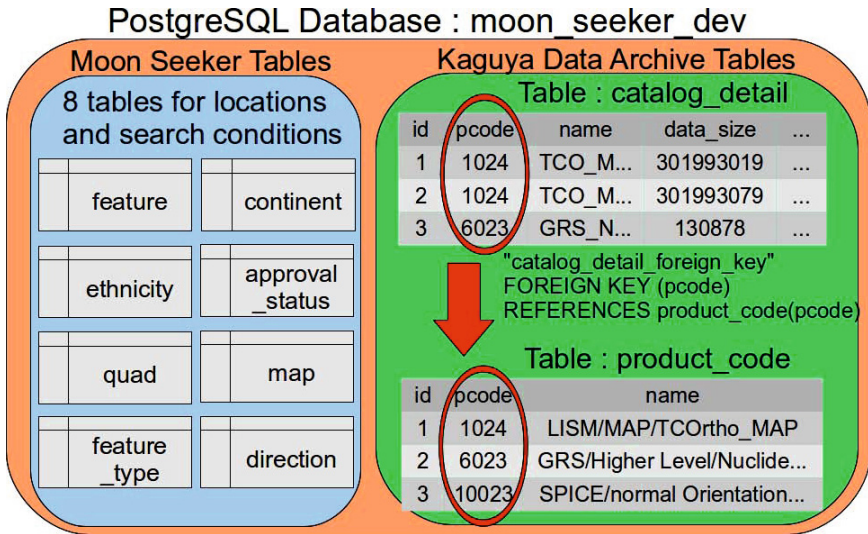 PostgreSQL Database : moon_seeker_dev
Moon Seeker Tables
8 tables for locations
and search conditions
feature
continent
ethnicity
approval
_status
quad
map
feature
_type
direction
Kaguya Data Archive Tables
Table : catalog_detail
id pcode name data_size ...
1 1024 TCO_M... 301993019 ...
2 1024 TCO_M... 301993079 ...
3 6023 GRS_N... 130878 ...
"catalog_detail_foreign_key"
FOREIGN KEY (pcode)
REFERENCES product_code(pcode)
Table : product_code
id pcode name
1 1024 LISM/MAP/TCOrtho_MAP
2 6023 GRS/Higher Level/Nuclide...
3 10023 SPICE/normal Orientation...